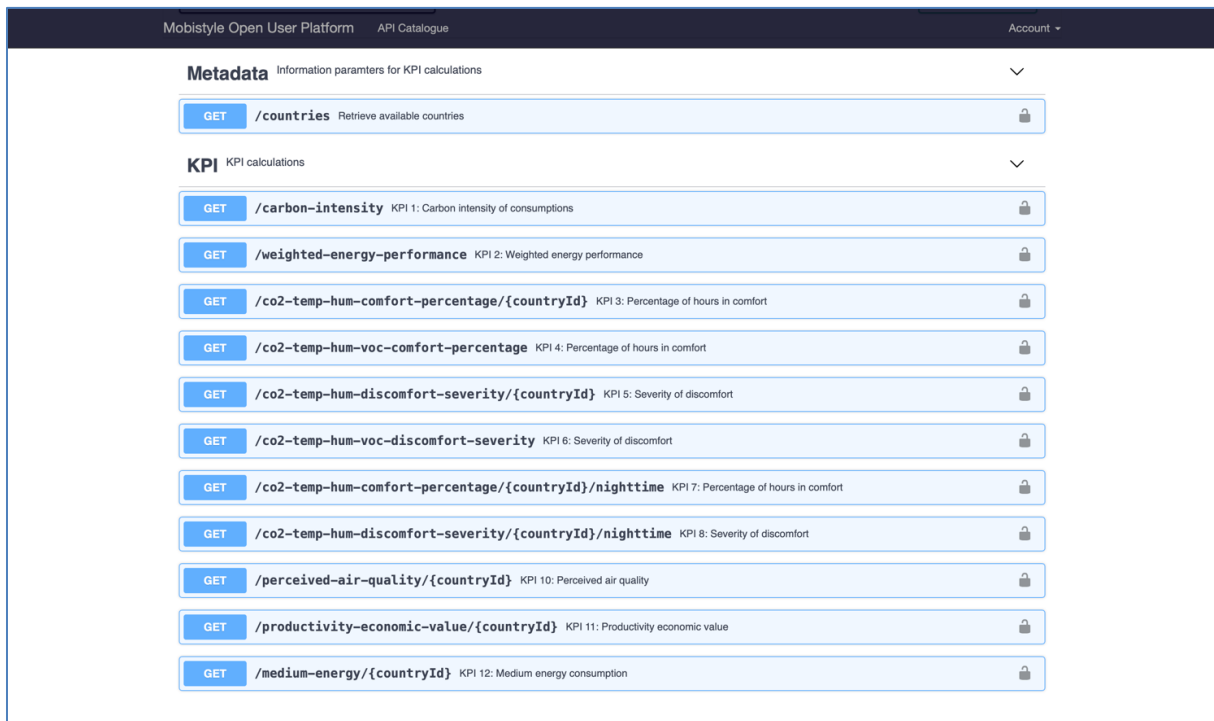 Mobistyle Open User Platform API Catalogue Account
Metadata Information paramters for KPI calculations
GET /countries Retrieve available countries
KPI KPI calculations
GET /carbon-intensity KPI 1: Carbon intensity of consumptions
GET /weighted-energy-performance KPI 2: Weighted energy performance
GET /co2-temp-hum-comfort-percentage/{countryId} KPI 3: Percentage of hours in comfort
GET /co2-temp-hum-voc-comfort-percentage KPI 4: Percentage of hours in comfort
GET /co2-temp-hum-discomfort-severity/{countryId} KPI 5: Severity of discomfort
GET /co2-temp-hum-voc-discomfort-severity KPI 6: Severity of discomfort
GET /co2-temp-hum-comfort-percentage/{countryId}/nighttime KPI 7: Percentage of hours in comfort
GET /co2-temp-hum-discomfort-severity/{countryId}/nighttime KPI 8: Severity of discomfort
GET /perceived-air-quality/{countryId} KPI 10: Perceived air quality
GET /productivity-economic-value/{countryId} KPI 11: Productivity economic value
GET /medium-energy/{countryId} KPI 12: Medium energy consumption